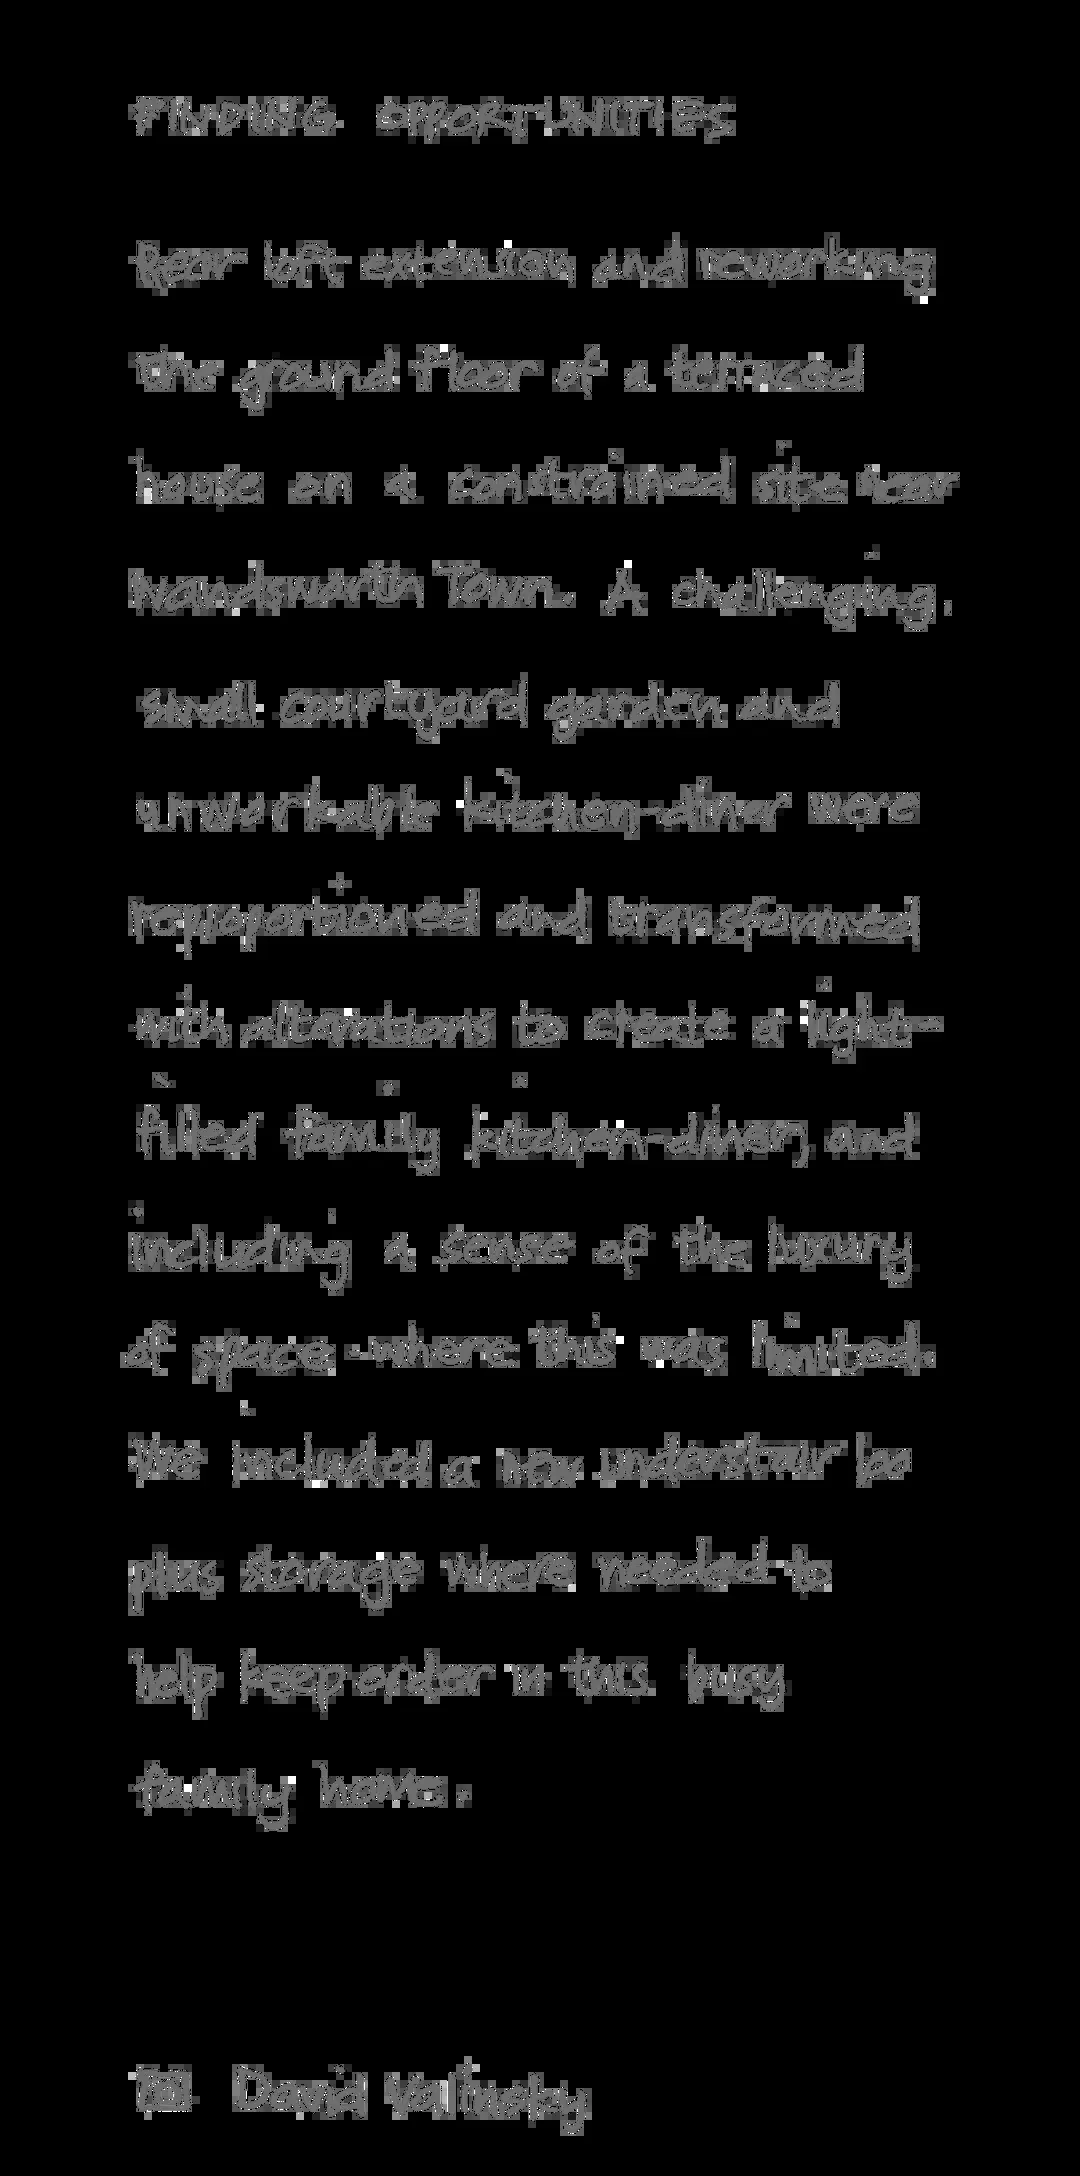 FINDING OPPORTUNITIES
Rear loft extension and reworking
the ground floor of a terraced
house on a constrained site near
Wandsworth Town. A challenging,
small courtyard garden and
unworkable kitchen-diner were
reproportioned and transformed
with alterations to create a light-
filled family kitchen-diner, and
including a sense of the luxury
of space where this was limited.
We included a new understair
plus storage where needed to
help keep order in this busy
family home.
David Valinsky